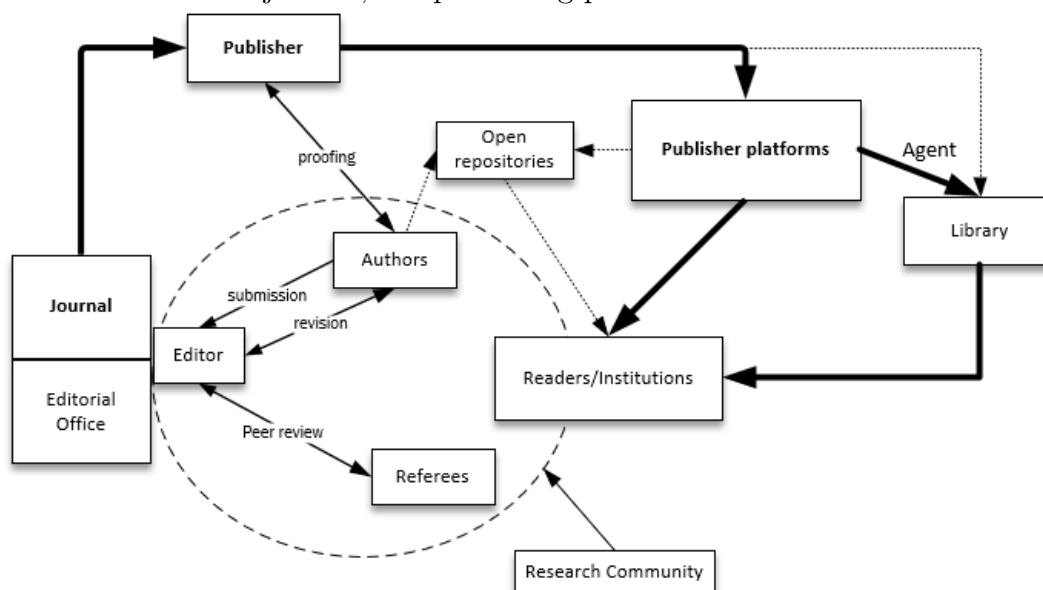 Publisher
Open
repositories
Publisher platforms
Agent
proofing
Library
Authors
Journal
submission
revision
Editor
Readers/Institutions
Editorial
Office
Peer review
Referees
Research Community